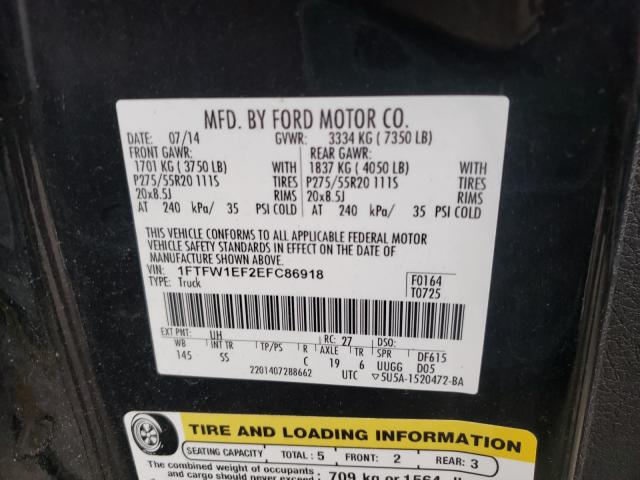 MFD. BY FORD MOTOR CO.
DATE: 07/14 GVWR: 3334 KG ( 7350 LB)
FRONT GAWR: REAR GAWR:
1701 KG ( 3750 LB) WITH 1837 KG ( 4050 LB) WITH
P275/55R20 111S TIRES P275/55R20 111S TIRES
20x8.5J RIMS 20x8.5J RIMS
AT 240 kPa/ 35 PSI COLD AT 240 kPa/ 35 PSI COLD
THIS VEHICLE CONFORMS TO ALL APPLICABLE FEDERAL MOTOR
VEHICLE SAFETY STANDARDS IN EFFECT ON THE DATE OF
MANUFACTURE SHOWN ABOVE.
VIN: 1FTFW1EF2EFC86918 F0164
TYPE: Truck T0725
EXT PNT: UH RC: 27 DSO:
WB INT TR TP/PS R AXLE TR SPR DF615
145 SS C 19 6 UUGG D05
2201407288662 UTC ▽5U5A-1520472-BA
TIRE AND LOADING INFORMATION
SEATING CAPACITY TOTAL : 5 FRONT : 2 REAR: 3
The combined weight of occupants
and cargo should never exceed 709 kg or 1564